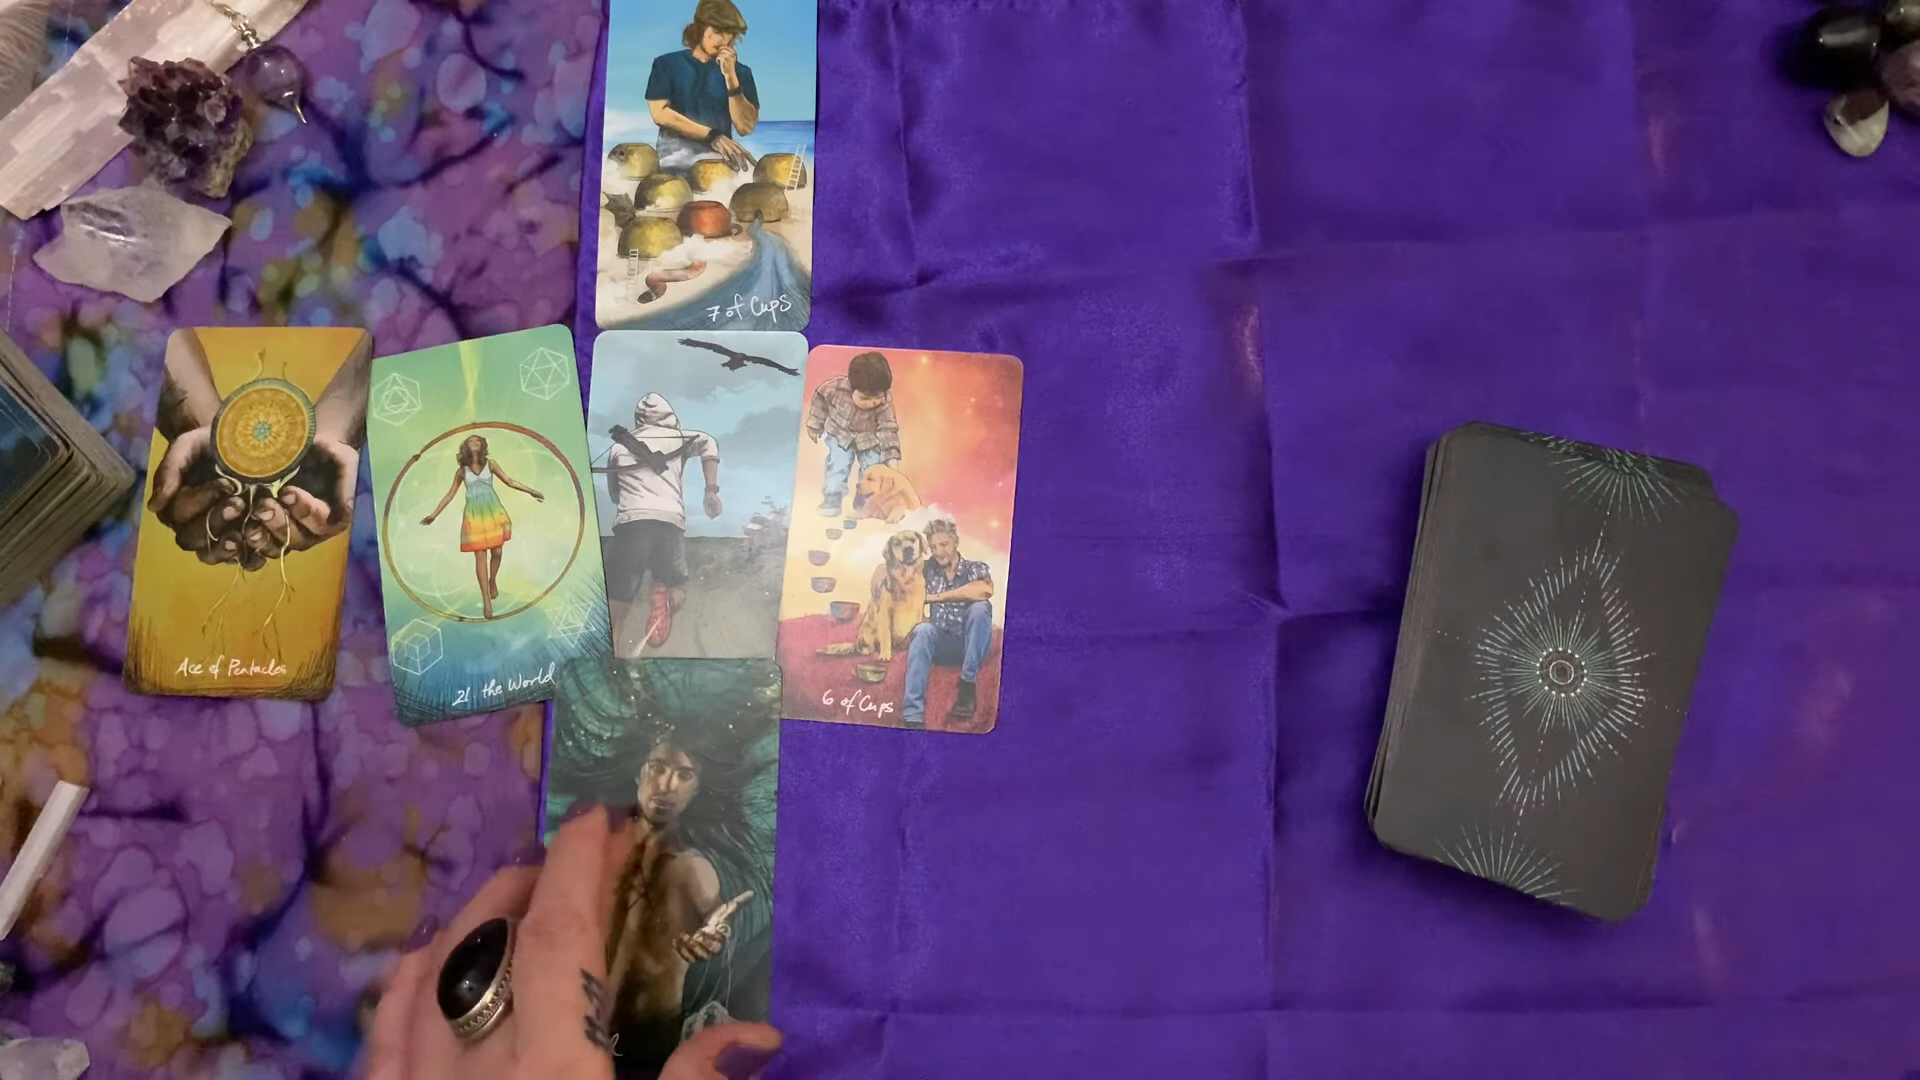 7 of Cups
Ace of Pentacles
21 the World
6 of Cups